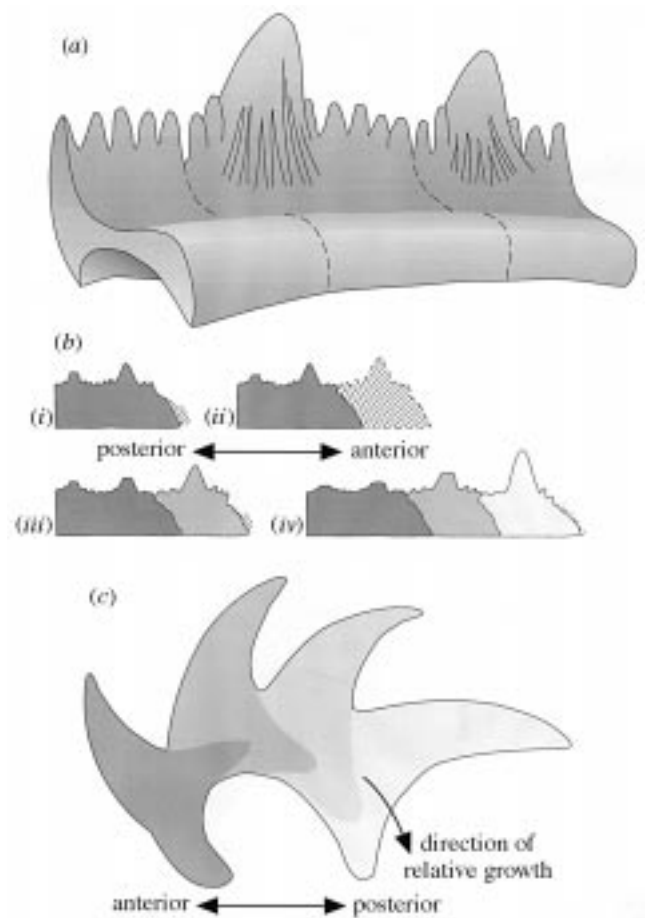 (a)
(b)
(i)
(ii)
posterior
anterior
(iii)
(iv)
(c)
direction of
relative growth
anterior
posterior